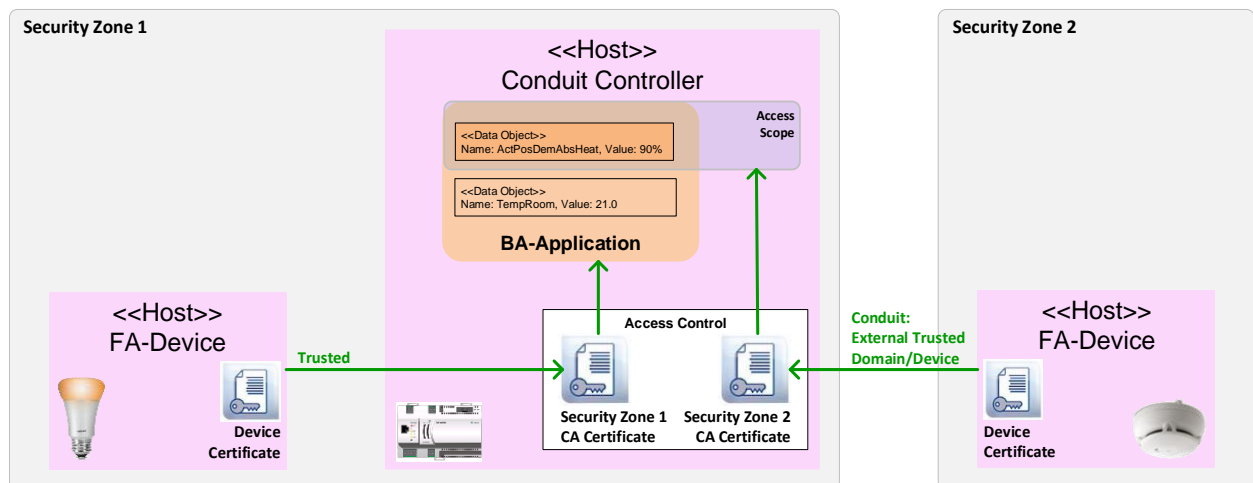 Security Zone 1
Security Zone 2
<<Host>>
Conduit Controller
Access
Scope
<<Data Object>>
Name: ActPosDemAbsHeat, Value: 90%
<<Data Object>>
Name: TempRoom, Value: 21.0
BA-Application
<<Host>>
FA-Device
Trusted
Device
Certificate
Access Control
Security Zone 1
CA Certificate
Security Zone 2
CA Certificate
Conduit:
External Trusted
Domain/Device
<<Host>>
FA-Device
Device
Certificate